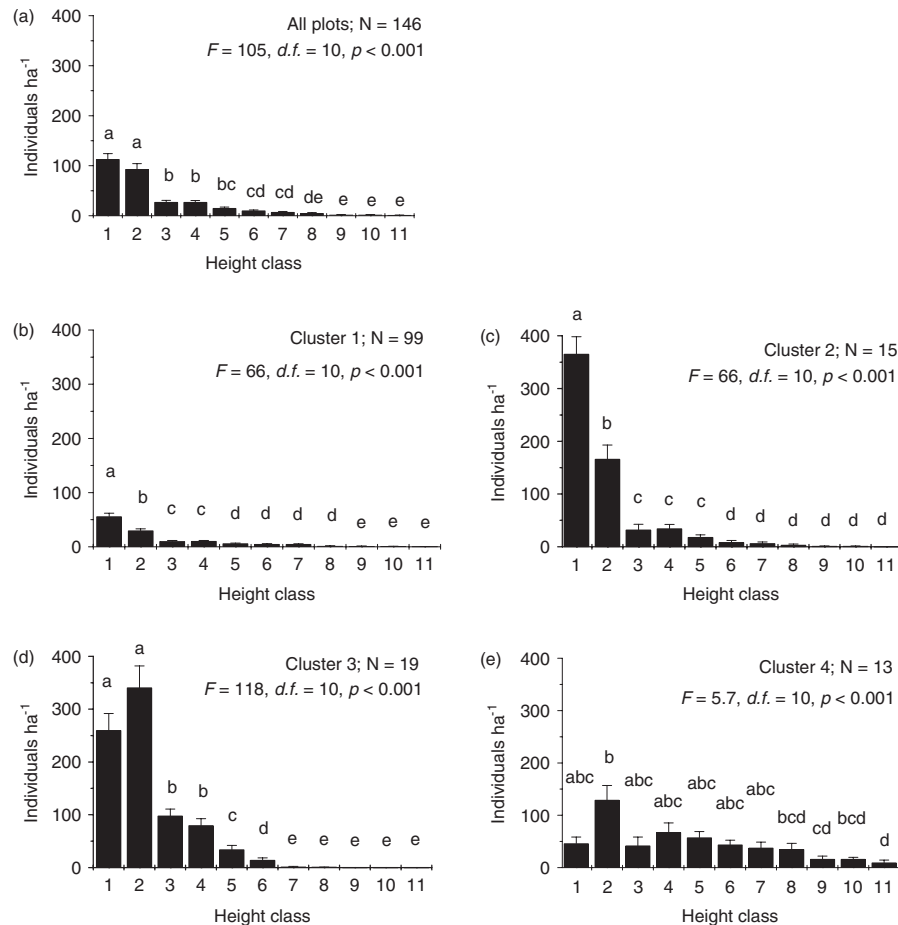 (a)
All plots; N = 146
F = 105, d.f. = 10, p < 0.001
Individuals ha⁻¹
400
300
200
100
0
a a b b bc cd cd de e e e
1 2 3 4 5 6 7 8 9 10 11
Height class
(b)
Cluster 1; N = 99
F = 66, d.f. = 10, p < 0.001
Individuals ha⁻¹
400
300
200
100
0
a b c c d d d d e e e
1 2 3 4 5 6 7 8 9 10 11
Height class
(c)
Cluster 2; N = 15
F = 66, d.f. = 10, p < 0.001
Individuals ha⁻¹
400
300
200
100
0
a b c c c d d d d d d
1 2 3 4 5 6 7 8 9 10 11
Height class
(d)
Cluster 3; N = 19
F = 118, d.f. = 10, p < 0.001
Individuals ha⁻¹
400
300
200
100
0
a a b b c d e e e e e
1 2 3 4 5 6 7 8 9 10 11
Height class
(e)
Cluster 4; N = 13
F = 5.7, d.f. = 10, p < 0.001
Individuals ha⁻¹
400
300
200
100
0
abc b abc abc abc abc abc bcd cd bcd d
1 2 3 4 5 6 7 8 9 10 11
Height class